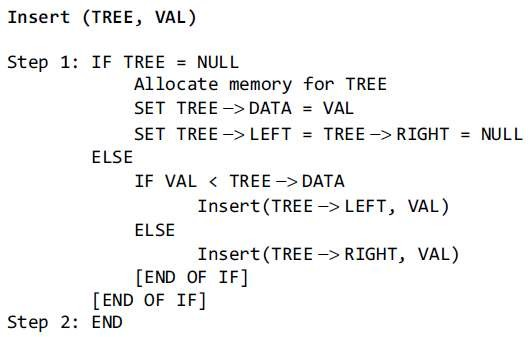 Insert (TREE, VAL)
Step 1: IF TREE = NULL
Allocate memory for TREE
SET TREE—>DATA = VAL
SET TREE—>LEFT = TREE—>RIGHT = NULL
ELSE
IF VAL < TREE—>DATA
Insert(TREE—>LEFT, VAL)
ELSE
Insert(TREE—>RIGHT, VAL)
[END OF IF]
[END OF IF]
Step 2: END